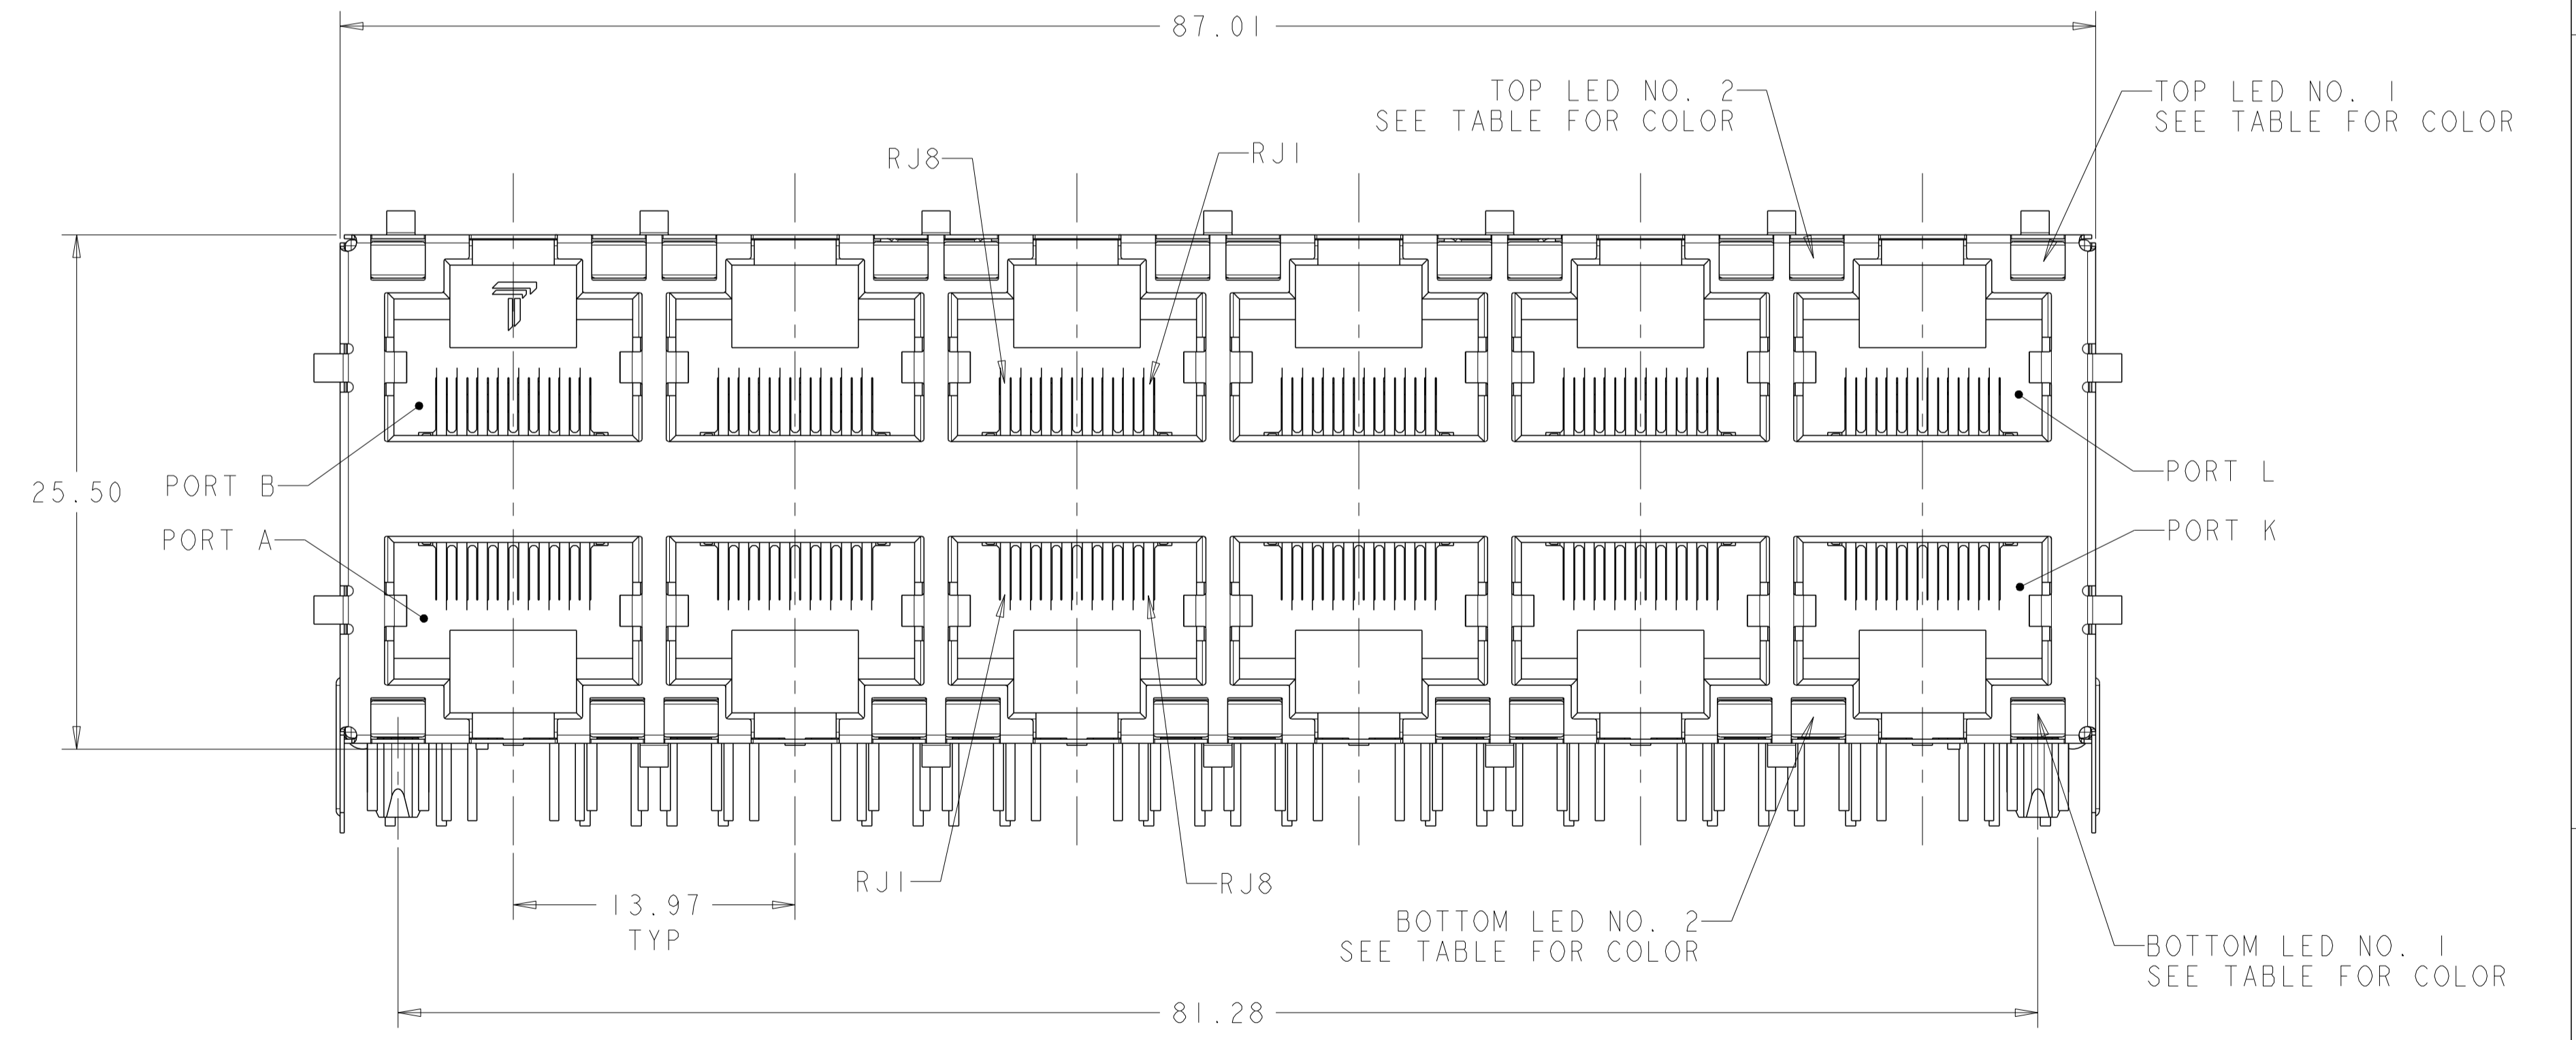 87.01
TOP LED NO. 2
SEE TABLE FOR COLOR
TOP LED NO. 1
SEE TABLE FOR COLOR
RJ8
RJ1
25.50
PORT B
PORT A
PORT L
PORT K
RJ1
RJ8
13.97
TYP
BOTTOM LED NO. 2
SEE TABLE FOR COLOR
BOTTOM LED NO. 1
SEE TABLE FOR COLOR
81.28